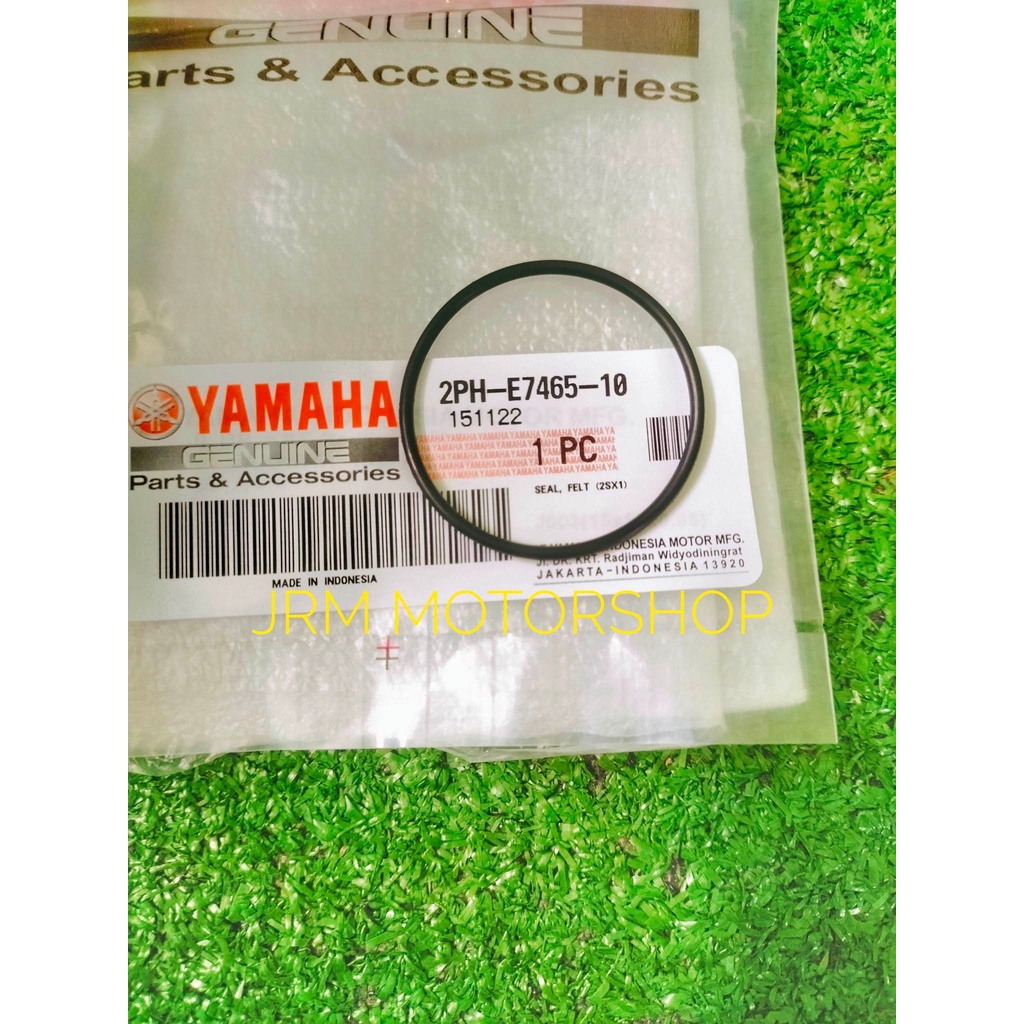 GENUINE
arts & Accessories
YAMAHA
GENUINE
Parts & Accessories
2PH-E7465-10
151122
1 PC
SEAL, FELT (2SX1)
INDONESIA MOTOR MFG.
JL. DR. KRT. Radjiman Widyodiningrat
JAKARTA-INDONESIA 13920
MADE IN INDONESIA
JRM MOTORSHOP